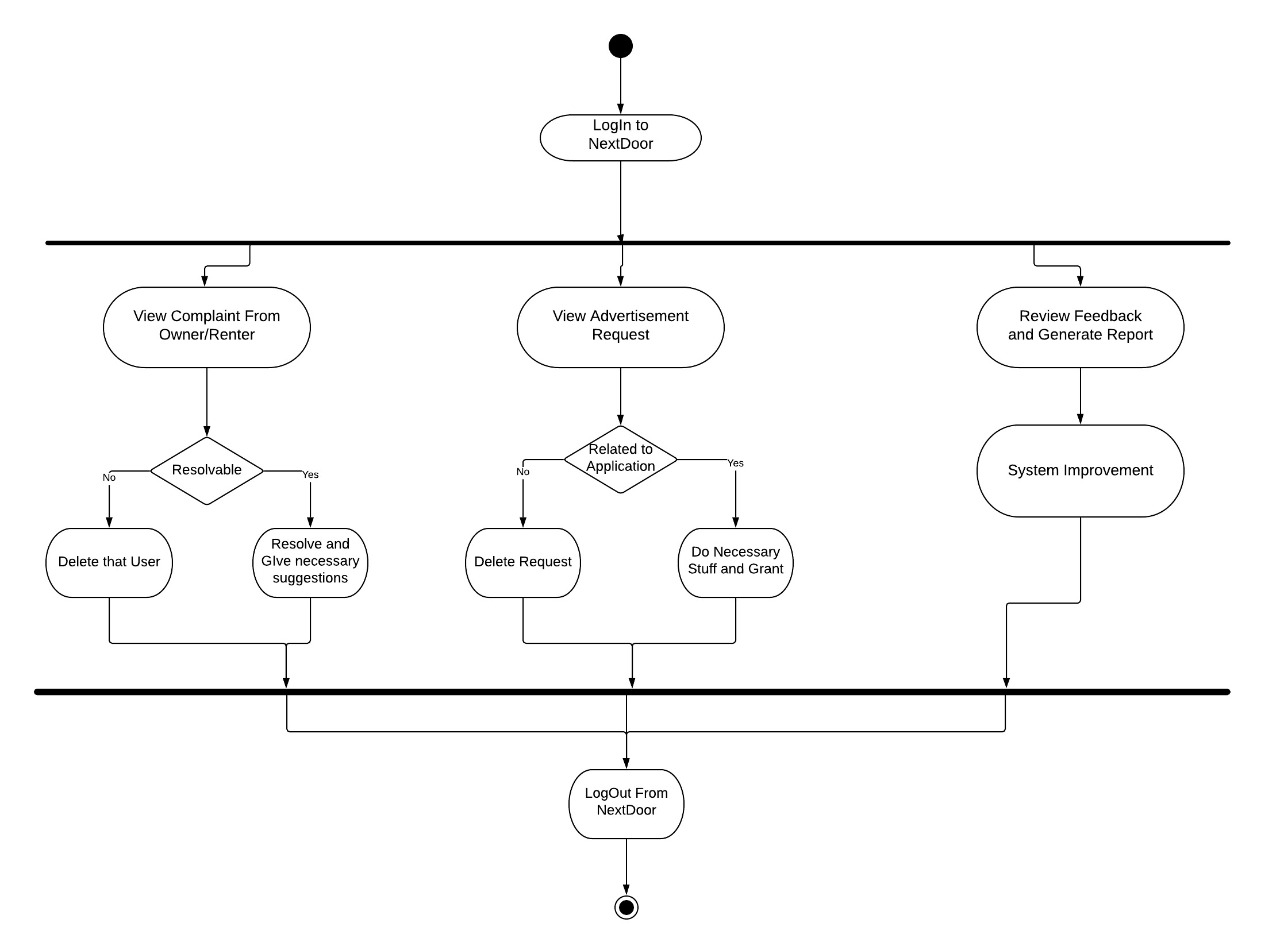 LogIn to
NextDoor
View Complaint From
Owner/Renter
View Advertisement
Request
Review Feedback
and Generate Report
Resolvable
No
Yes
Related to
Application
No
Yes
System Improvement
Delete that User
Resolve and
GIve necessary
suggestions
Delete Request
Do Necessary
Stuff and Grant
LogOut From
NextDoor